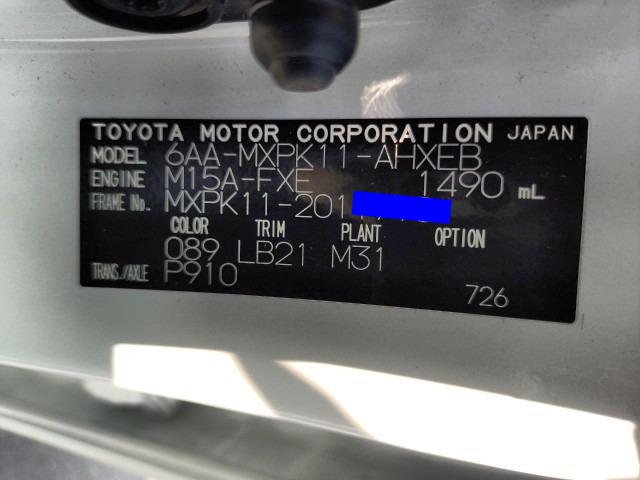 TOYOTA MOTOR CORPORATION JAPAN
MODEL 6AA-MXPK11-AHXEB
ENGINE M15A-FXE 1490 mL
FRAME No. MXPK11-201
COLOR TRIM PLANT OPTION
089 LB21 M31
TRANS./AXLE P910
726